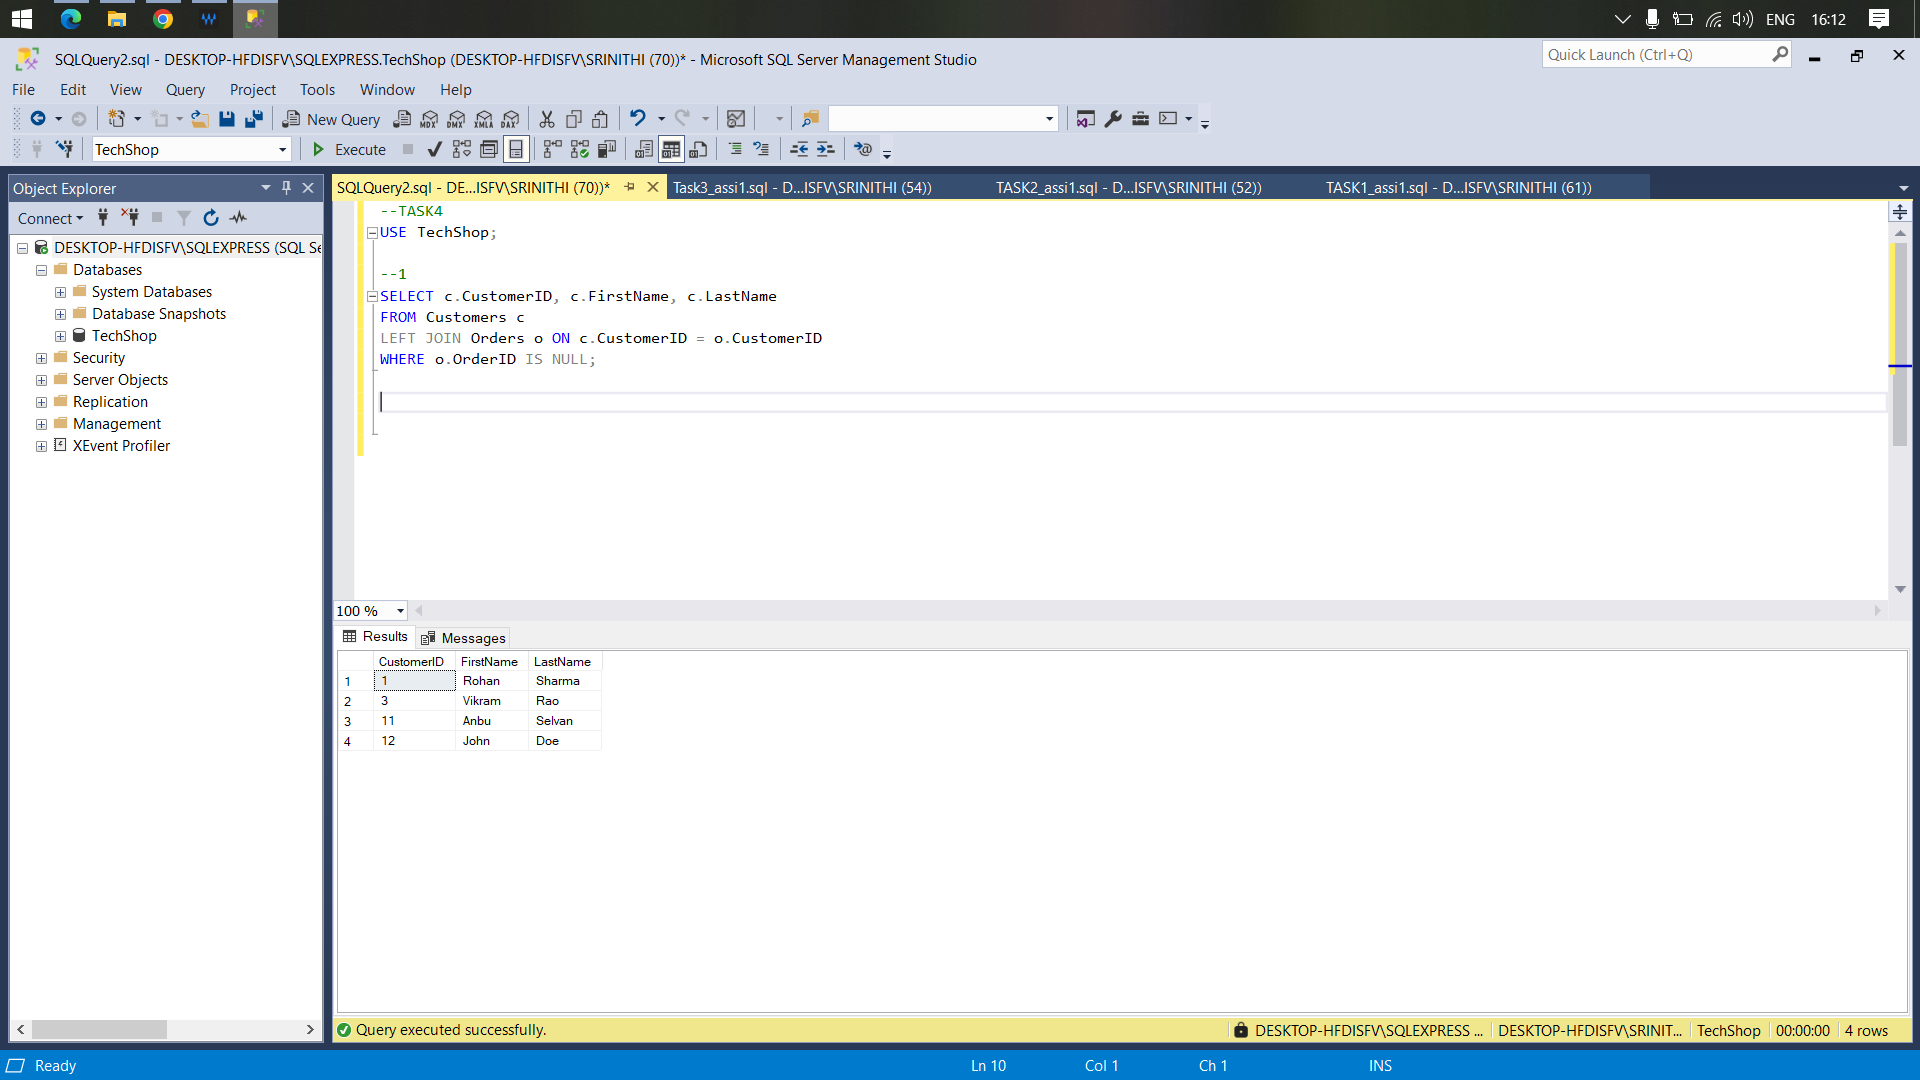 ENG 16:12
SQLQuery2.sql - DESKTOP-HFDISFV\SQLEXPRESS.TechShop (DESKTOP-HFDISFV\SRINITHI (70))* - Microsoft SQL Server Management Studio
Quick Launch (Ctrl+Q)
File Edit View Query Project Tools Window Help
New Query MDX DMX XMLA DAX
TechShop Execute
Object Explorer
SQLQuery2.sql - DE...ISFV\SRINITHI (70))* Task3_assi1.sql - D...ISFV\SRINITHI (54)) TASK2_assi1.sql - D...ISFV\SRINITHI (52)) TASK1_assi1.sql - D...ISFV\SRINITHI (61))
Connect
DESKTOP-HFDISFV\SQLEXPRESS (SQL Se
Databases
System Databases
Database Snapshots
TechShop
Security
Server Objects
Replication
Management
XEvent Profiler
--TASK4
USE TechShop;
--1
SELECT c.CustomerID, c.FirstName, c.LastName
FROM Customers c
LEFT JOIN Orders o ON c.CustomerID = o.CustomerID
WHERE o.OrderID IS NULL;
100 %
Results Messages
CustomerID FirstName LastName
1 1 Rohan Sharma
2 3 Vikram Rao
3 11 Anbu Selvan
4 12 John Doe
Query executed successfully. DESKTOP-HFDISFV\SQLEXPRESS ... DESKTOP-HFDISFV\SRINIT... TechShop 00:00:00 4 rows
Ready Ln 10 Col 1 Ch 1 INS